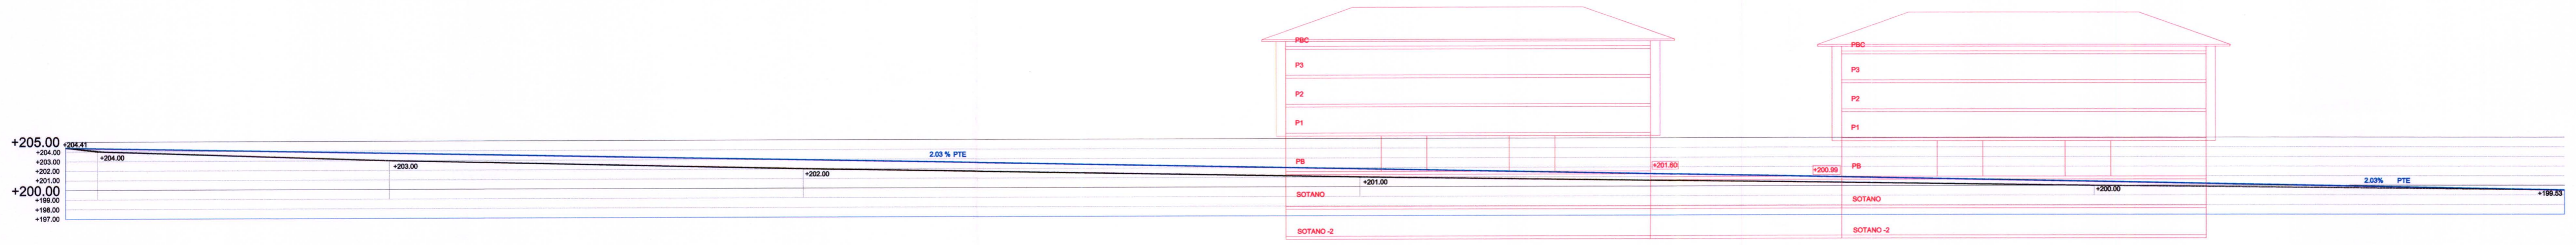 +205.00
+204.41
+204.00
+203.00
+202.00
+201.00
+200.00
+199.00
+198.00
+197.00
+204.00
+203.00
+202.00
2.03 % PTE
PBC
P3
P2
P1
PB
+201.00
SOTANO
SOTANO -2
+201.60
+200.99
PBC
P3
P2
P1
PB
SOTANO
SOTANO -2
+200.00
2.03% PTE
+199.53